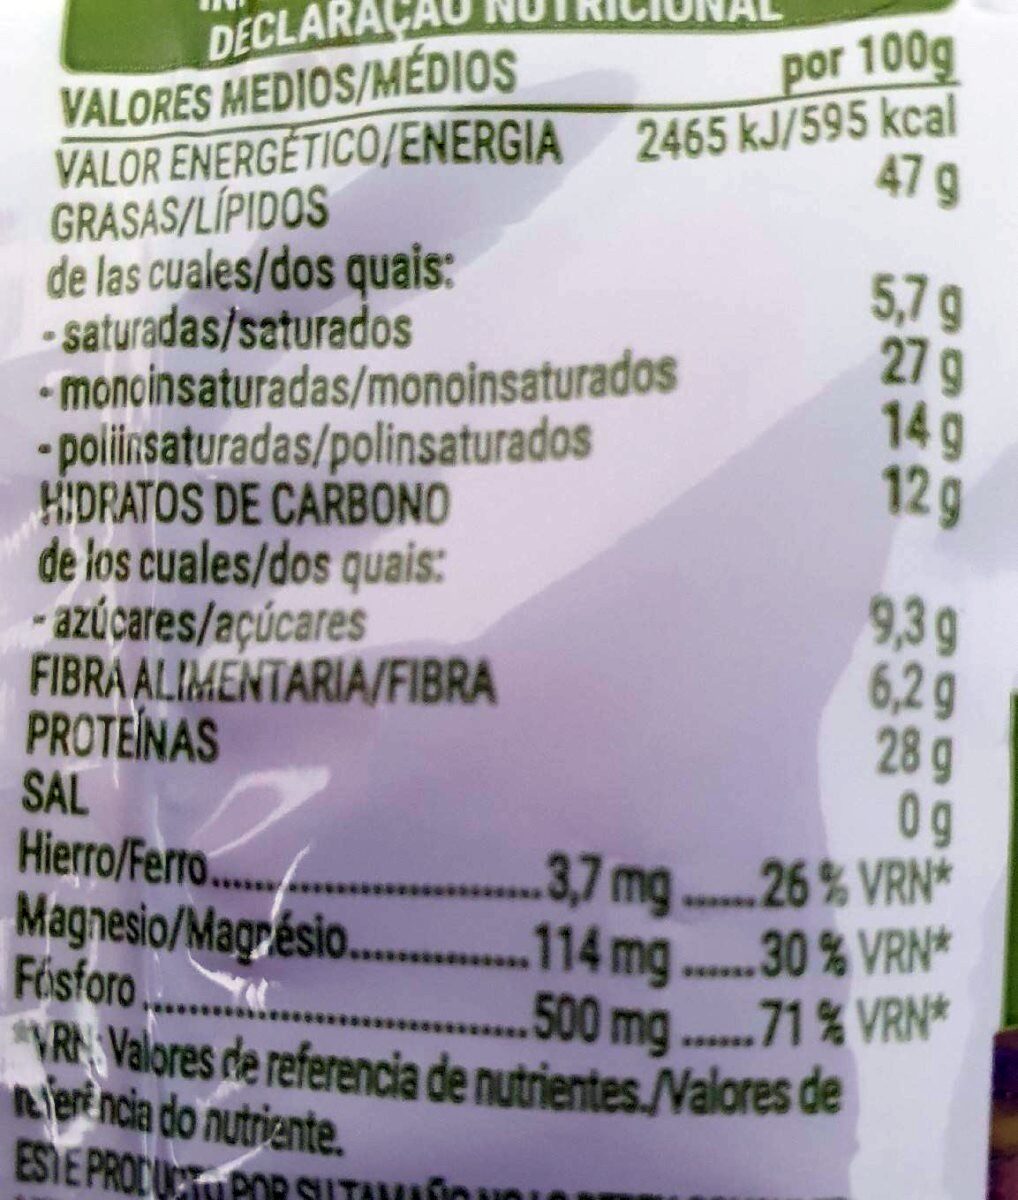 DECLARAÇÃO NUTRICIONAL
VALORES MEDIOS/MÉDIOS por 100g
VALOR ENERGÉTICO/ENERGIA 2465 kJ/595 kcal
GRASAS/LÍPIDOS 47 g
de las cuales/dos quais:
- saturadas/saturados 5,7 g
- monoinsaturadas/monoinsaturados 27 g
- poliinsaturadas/polinsaturados 14 g
HIDRATOS DE CARBONO 12 g
de los cuales/dos quais:
- azúcares/açúcares 9,3 g
FIBRA ALIMENTARIA/FIBRA 6,2 g
PROTEÍNAS 28 g
SAL 0 g
Hierro/Ferro.................3,7 mg ......26 % VRN*
Magnesio/Magnésio.............114 mg ......30 % VRN*
Fósforo .....................500 mg ......71 % VRN*
*VRN: Valores de referencia de nutrientes./Valores de
referência do nutriente.
ESTE PRODUCTO POR SU TAMAÑO